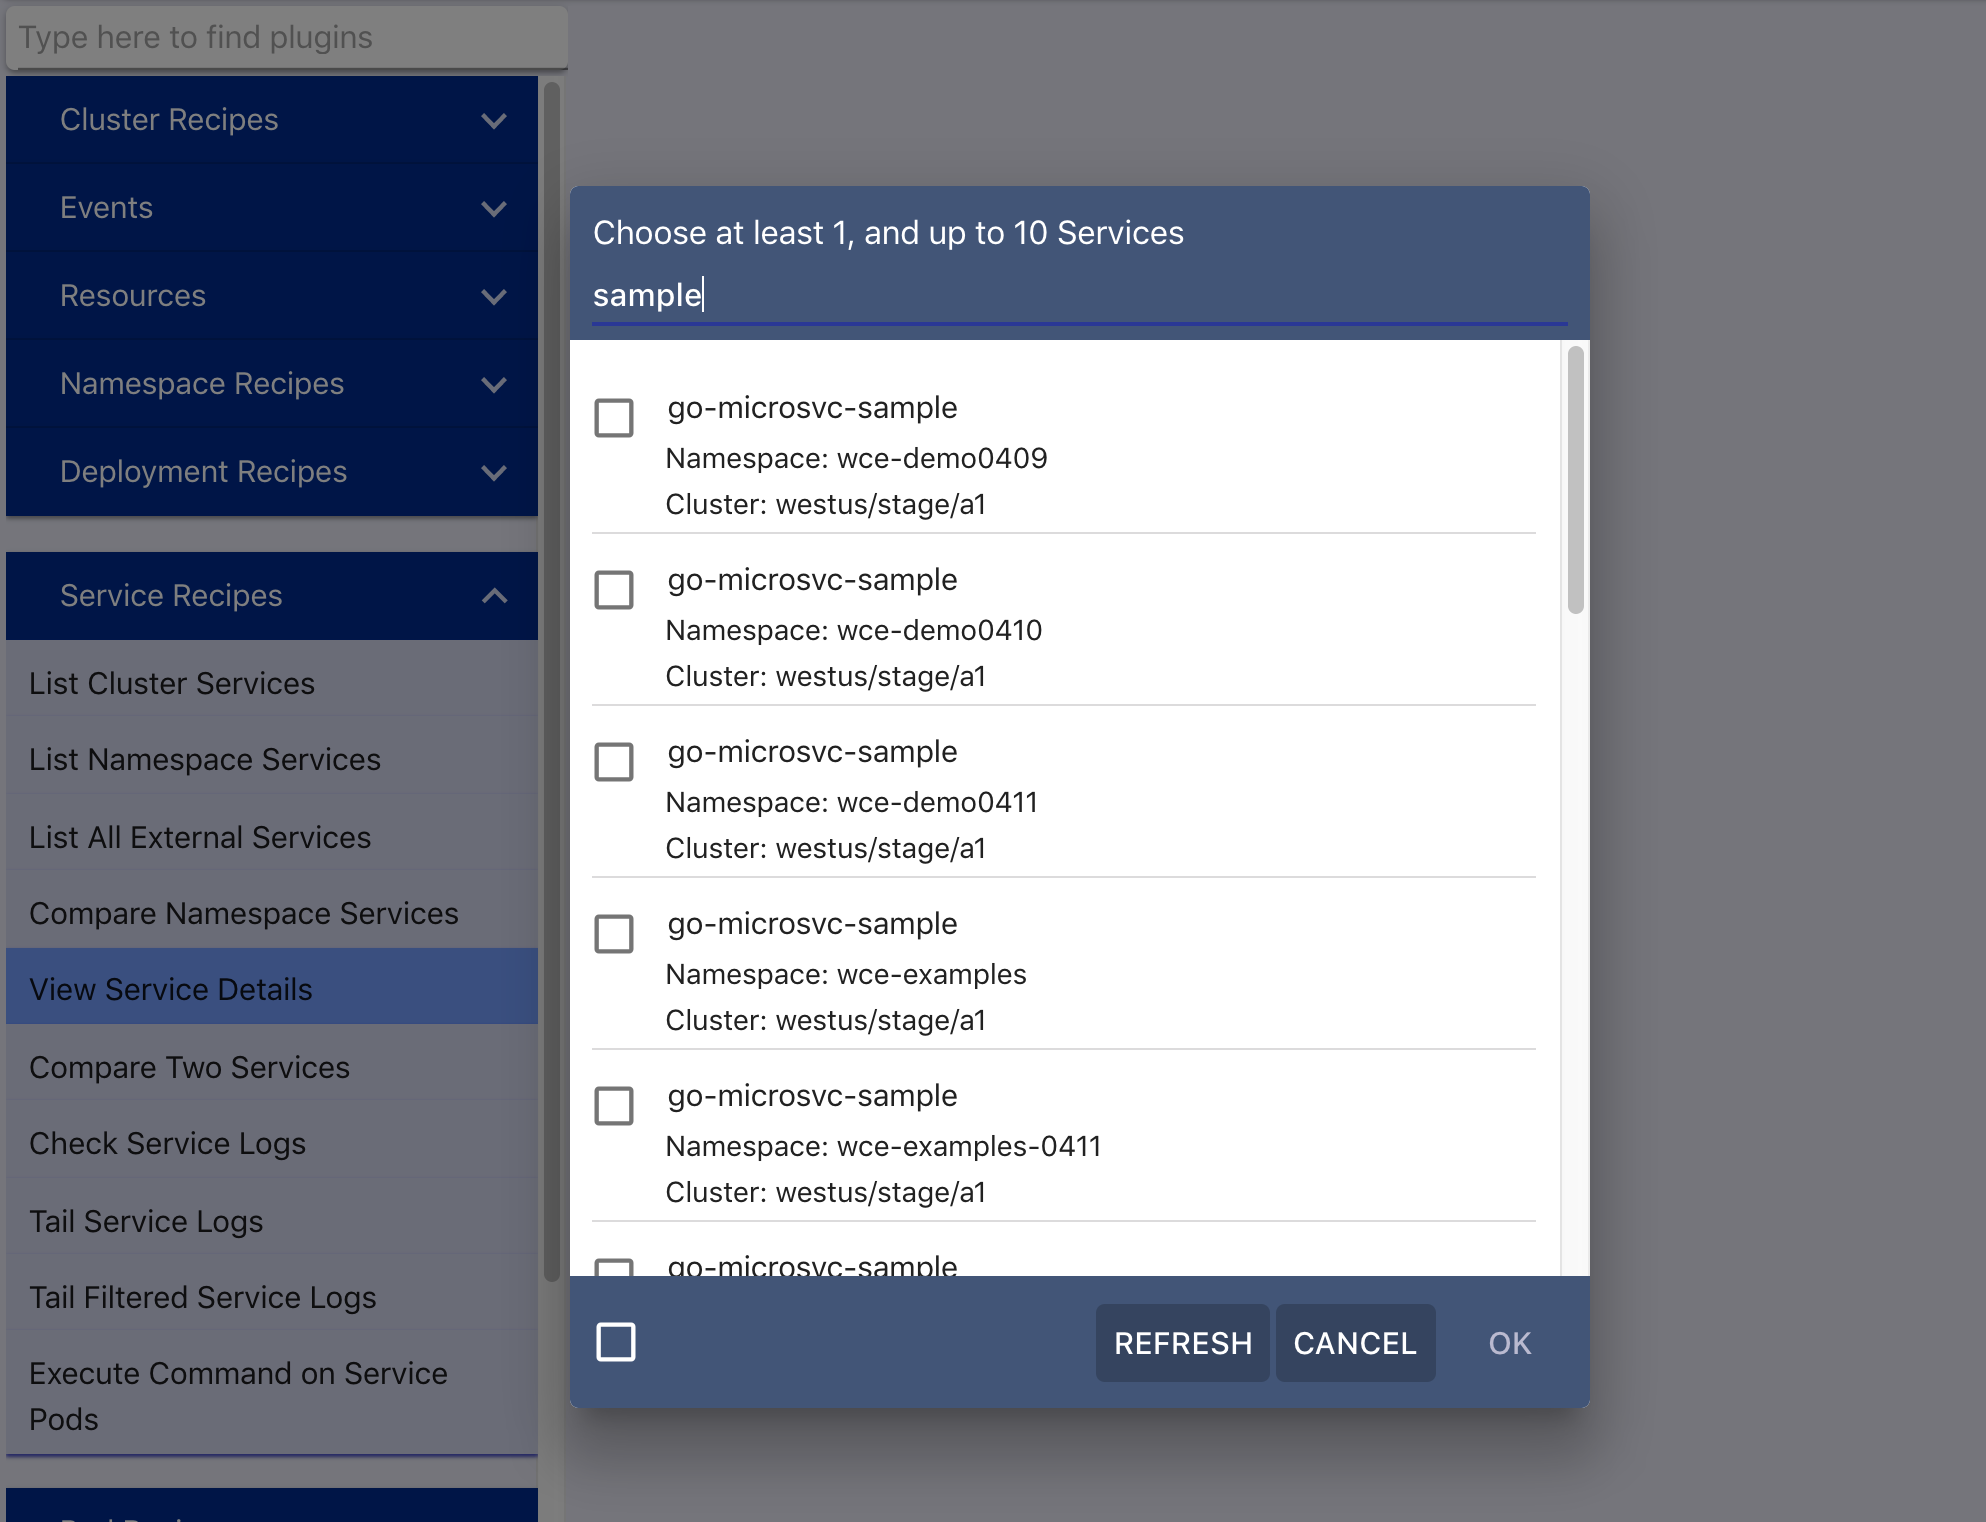 Type here to find plugins
Cluster Recipes
Events
Resources
Namespace Recipes
Deployment Recipes
Service Recipes
List Cluster Services
List Namespace Services
List All External Services
Compare Namespace Services
View Service Details
Compare Two Services
Check Service Logs
Tail Service Logs
Tail Filtered Service Logs
Execute Command on Service
Pods
Choose at least 1, and up to 10 Services
sample
go-microsvc-sample
Namespace: wce-demo0409
Cluster: westus/stage/a1
go-microsvc-sample
Namespace: wce-demo0410
Cluster: westus/stage/a1
go-microsvc-sample
Namespace: wce-demo0411
Cluster: westus/stage/a1
go-microsvc-sample
Namespace: wce-examples
Cluster: westus/stage/a1
go-microsvc-sample
Namespace: wce-examples-0411
Cluster: westus/stage/a1
go-microsvc-sample
REFRESH
CANCEL
OK